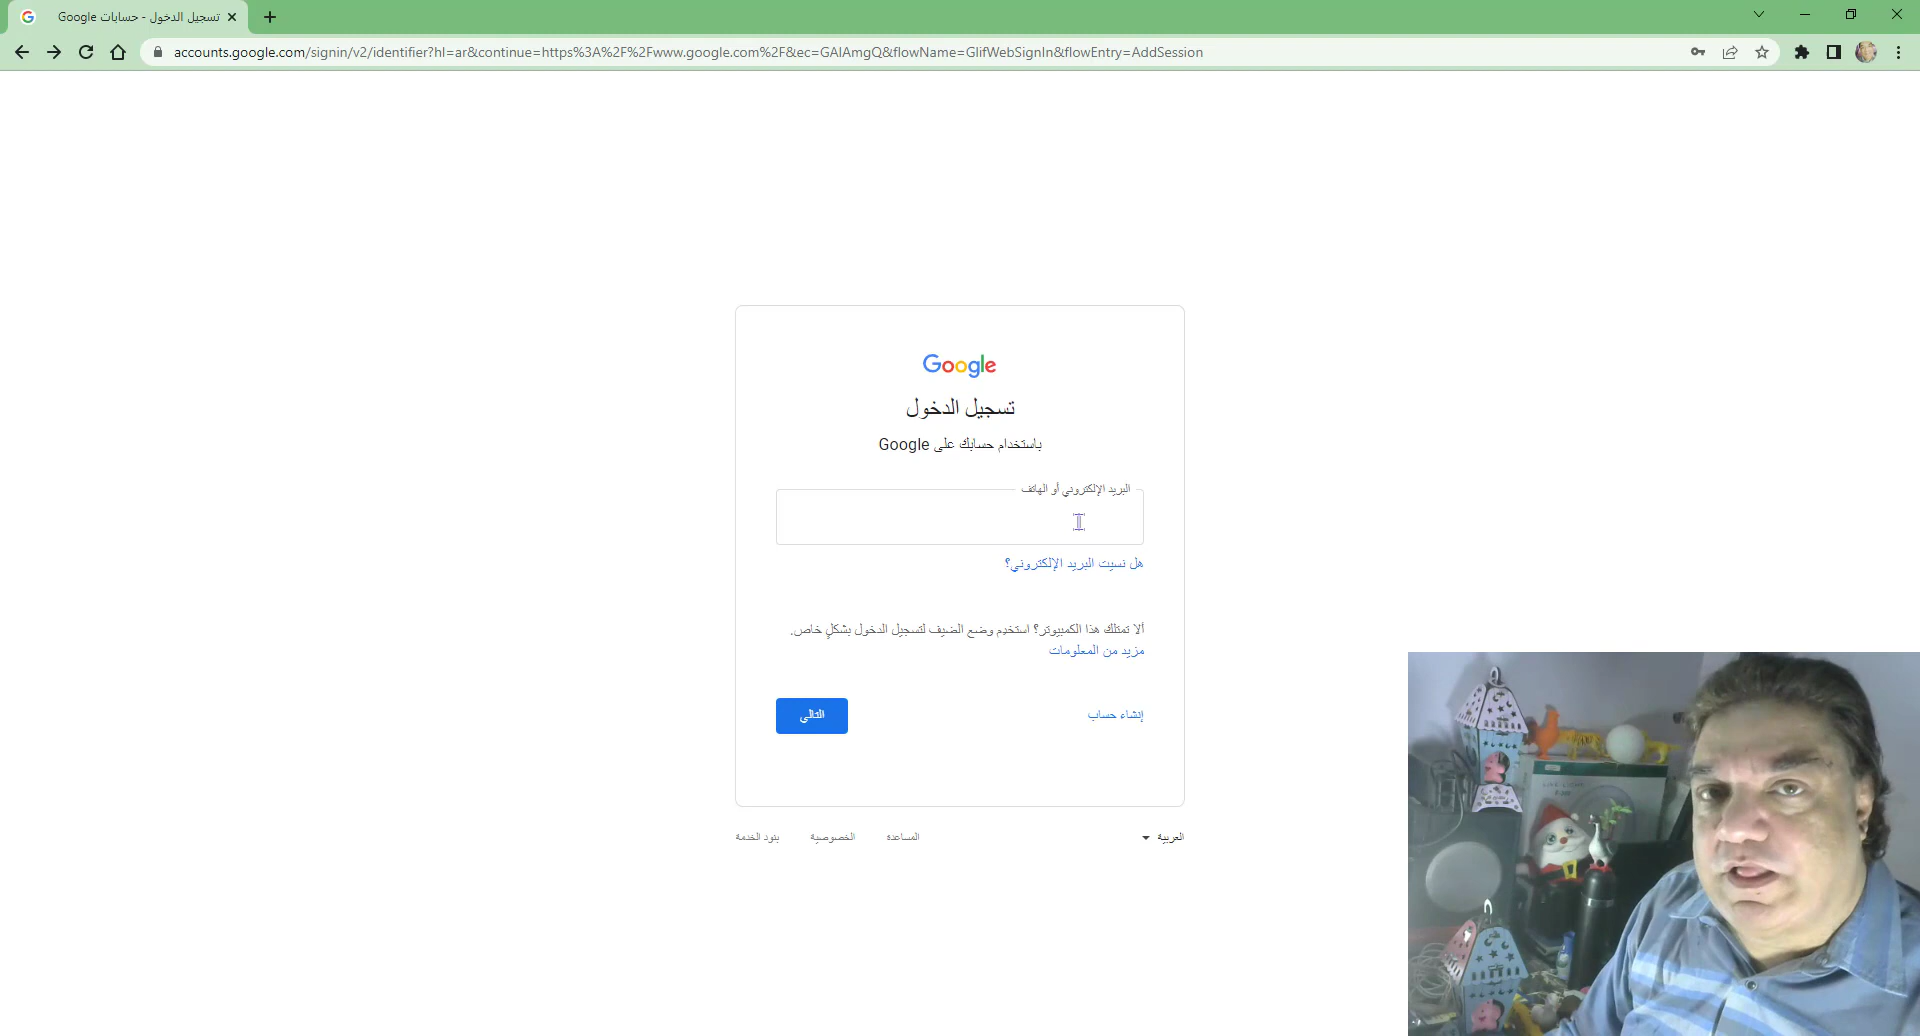 تسجيل الدخول - حسابات Google
accounts.google.com/signin/v2/identifier?hl=ar&continue=https%3A%2F%2Fwww.google.com%2F&ec=GAlAmgQ&flowName=GlifWebSignIn&flowEntry=AddSession
Google
تسجيل الدخول
باستخدام حسابك على Google
البريد الإلكتروني أو الهاتف
هل نسيت البريد الإلكتروني؟
ألا تمتلك هذا الكمبيوتر؟ استخدِم وضع الضيف لتسجيل الدخول بشكلٍ خاص.
مزيد من المعلومات
إنشاء حساب
التالي
العربية
المساعدة
الخصوصية
بنود الخدمة